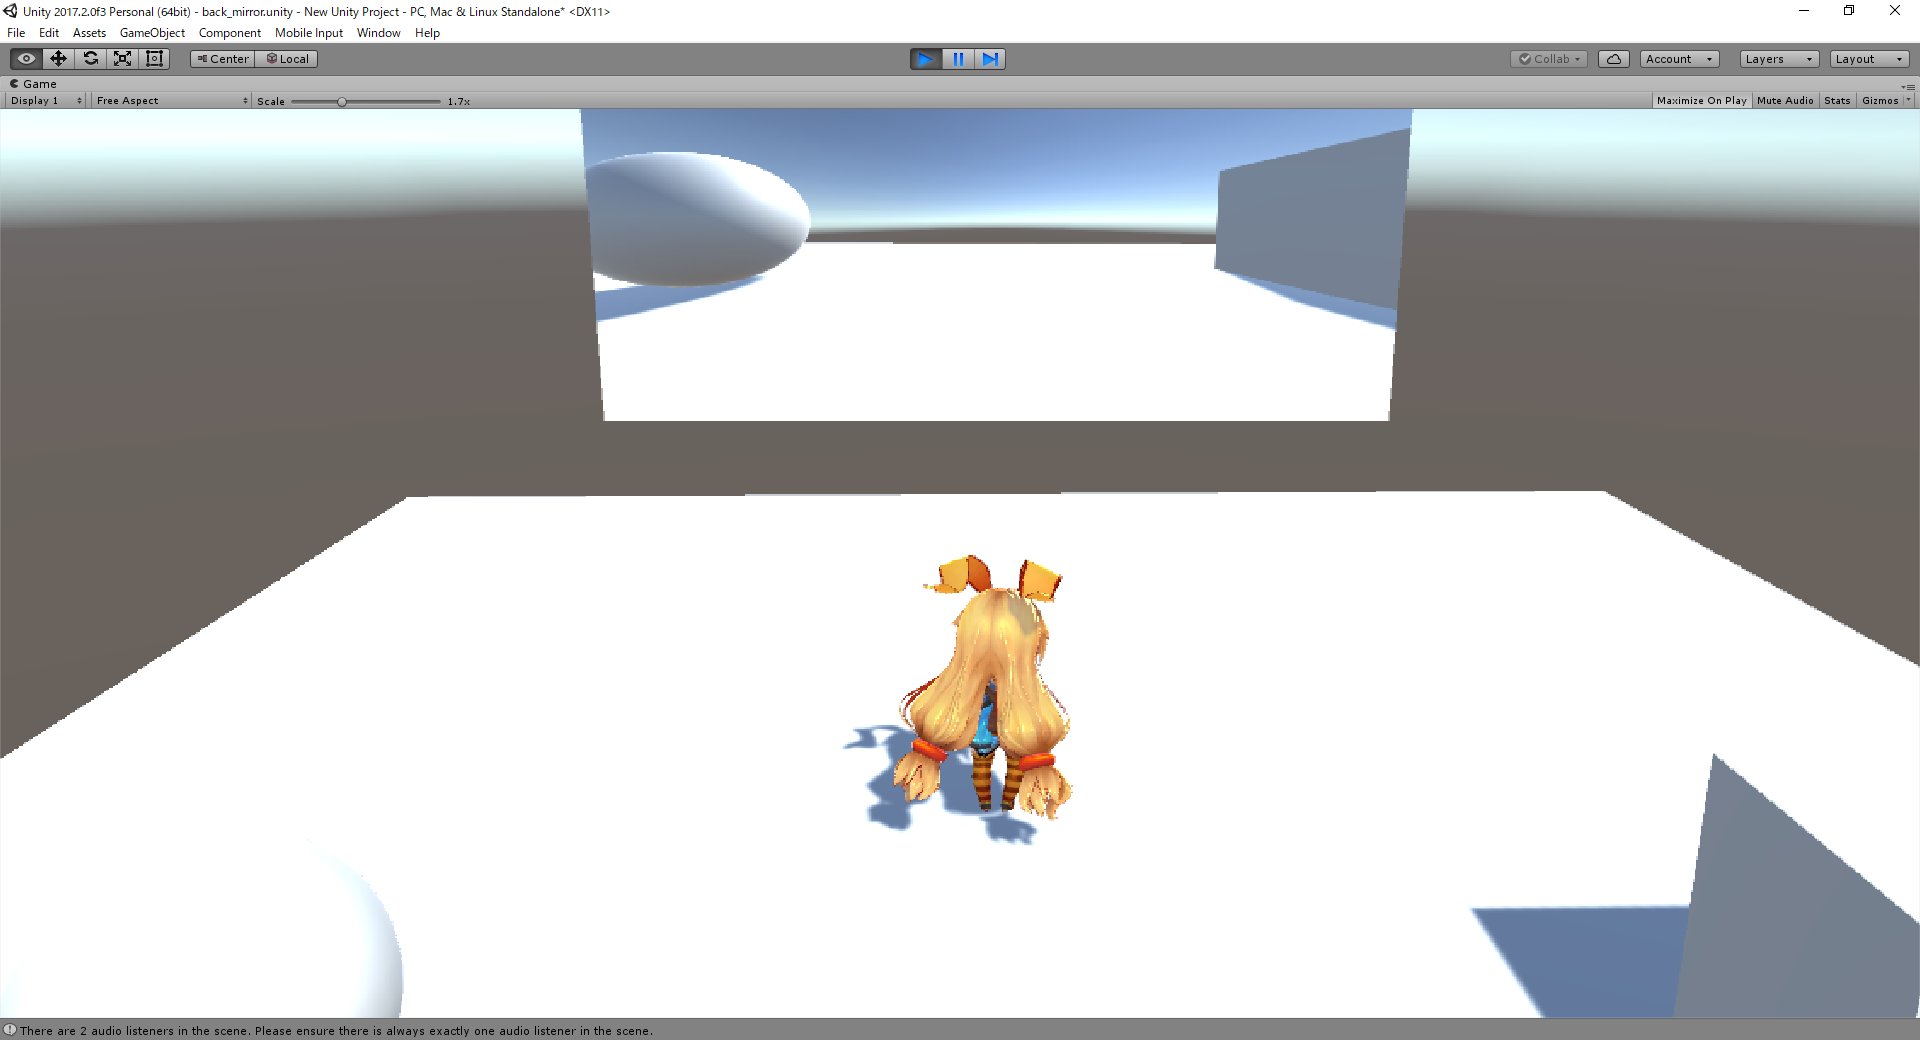 Unity 2017.2.0f3 Personal (64bit) - back_mirror.unity - New Unity Project - PC, Mac & Linux Standalone* <DX11>
File Edit Assets GameObject Component Mobile Input Window Help
Center Local Collab Account Layers Layout
Game
Display 1 Free Aspect Scale 1.7x Maximize On Play Mute Audio Stats Gizmos
There are 2 audio listeners in the scene. Please ensure there is always exactly one audio listener in the scene.